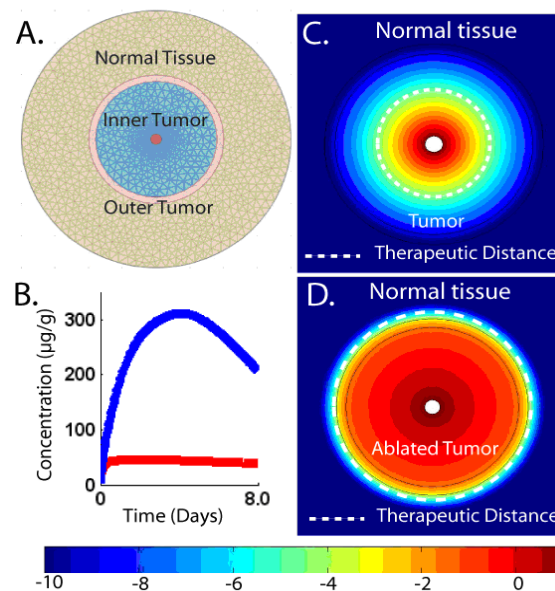 A.
Normal Tissue
Inner Tumor
Outer Tumor
B.
Concentration (µg/g)
300
200
100
0
0
8.0
Time (Days)
C.
Normal tissue
Tumor
Therapeutic Distance
D.
Normal tissue
Ablated Tumor
Therapeutic Distance
-10 -8 -6 -4 -2 0